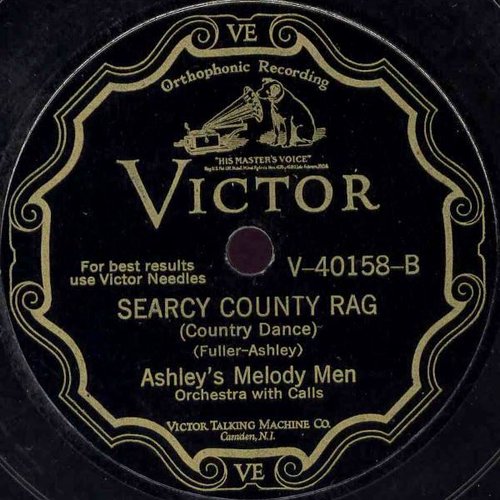 VE
Orthophonic Recording
"HIS MASTER'S VOICE"
VICTOR
For best results
use Victor Needles
V-40158-B
SEARCY COUNTY RAG
(Country Dance)
(Fuller-Ashley)
Ashley's Melody Men
Orchestra with Calls
VICTOR TALKING MACHINE CO.
Camden, N.J.
VE